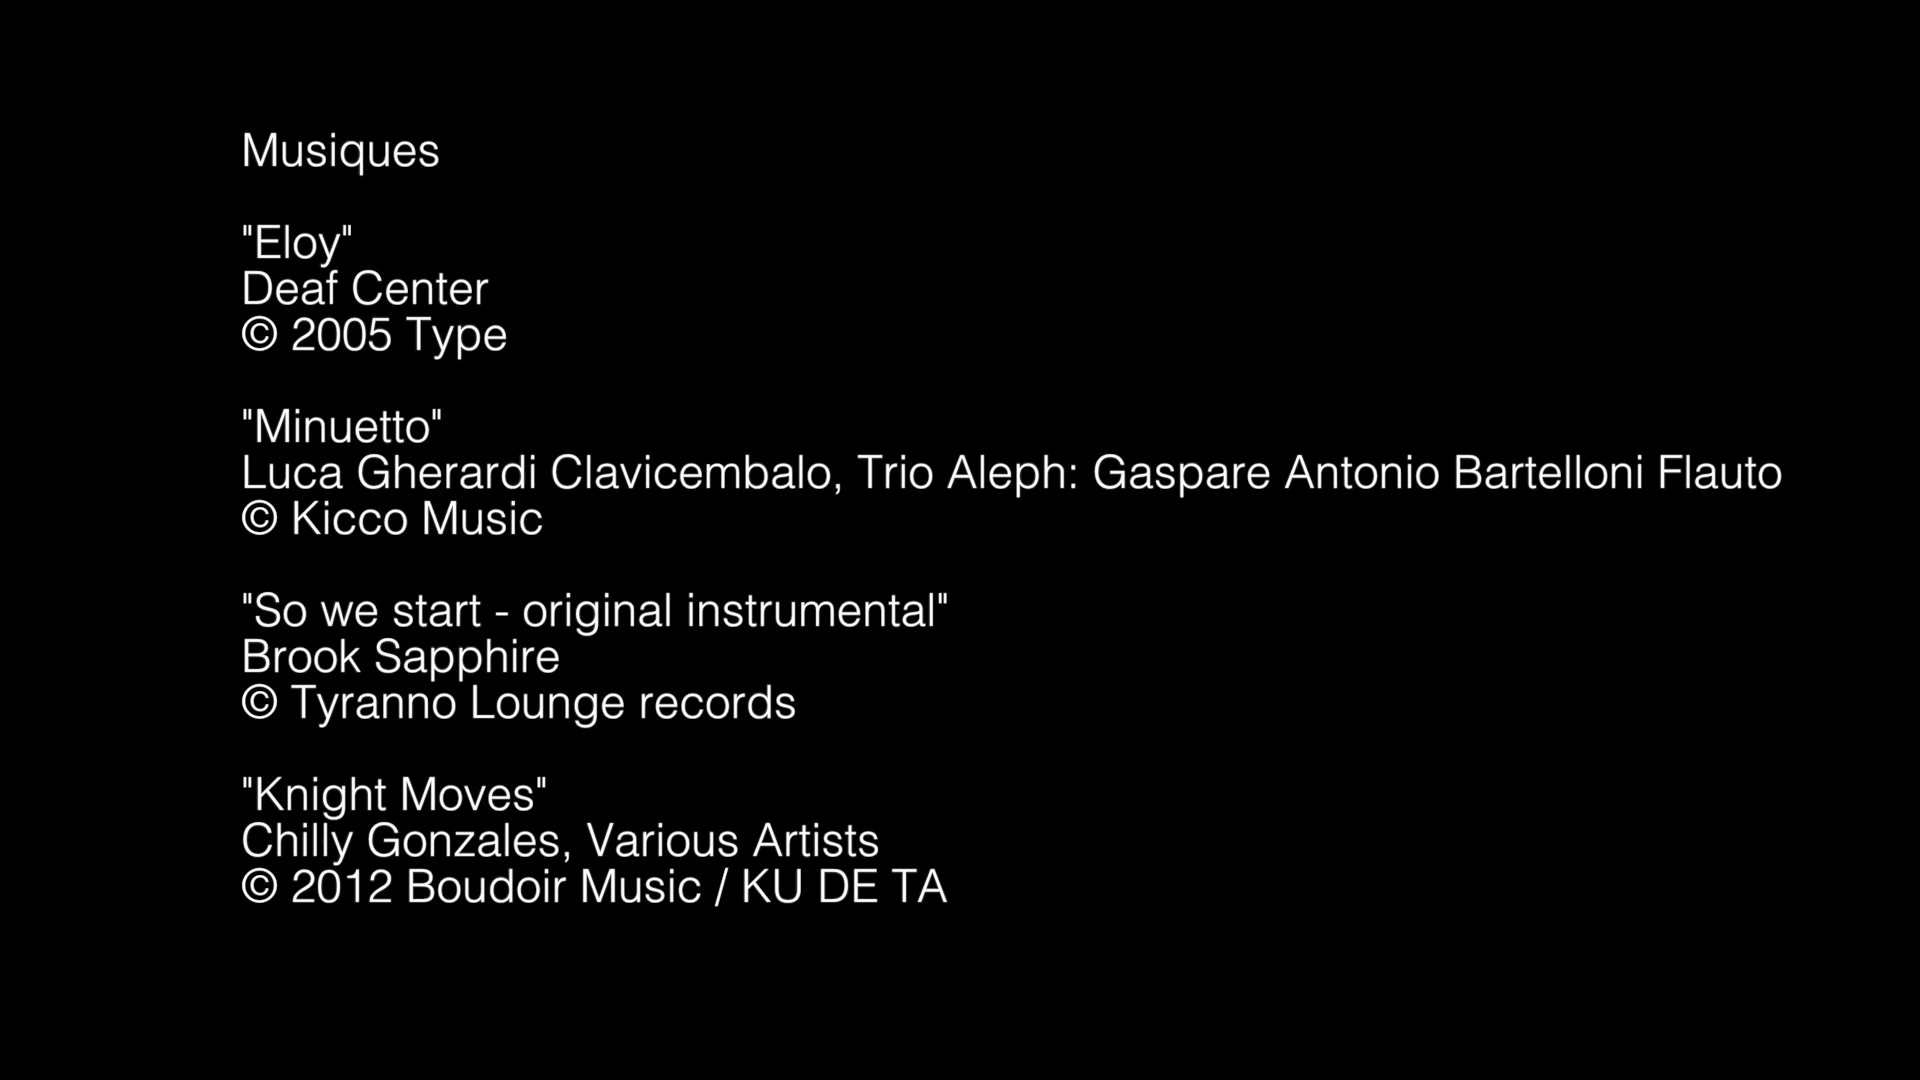 Musiques
"Eloy"
Deaf Center
© 2005 Type
"Minuetto"
Luca Gherardi Clavicembalo, Trio Aleph: Gaspare Antonio Bartelloni Flauto
© Kicco Music
"So we start - original instrumental"
Brook Sapphire
© Tyranno Lounge records
"Knight Moves"
Chilly Gonzales, Various Artists
© 2012 Boudoir Music / KU DE TA